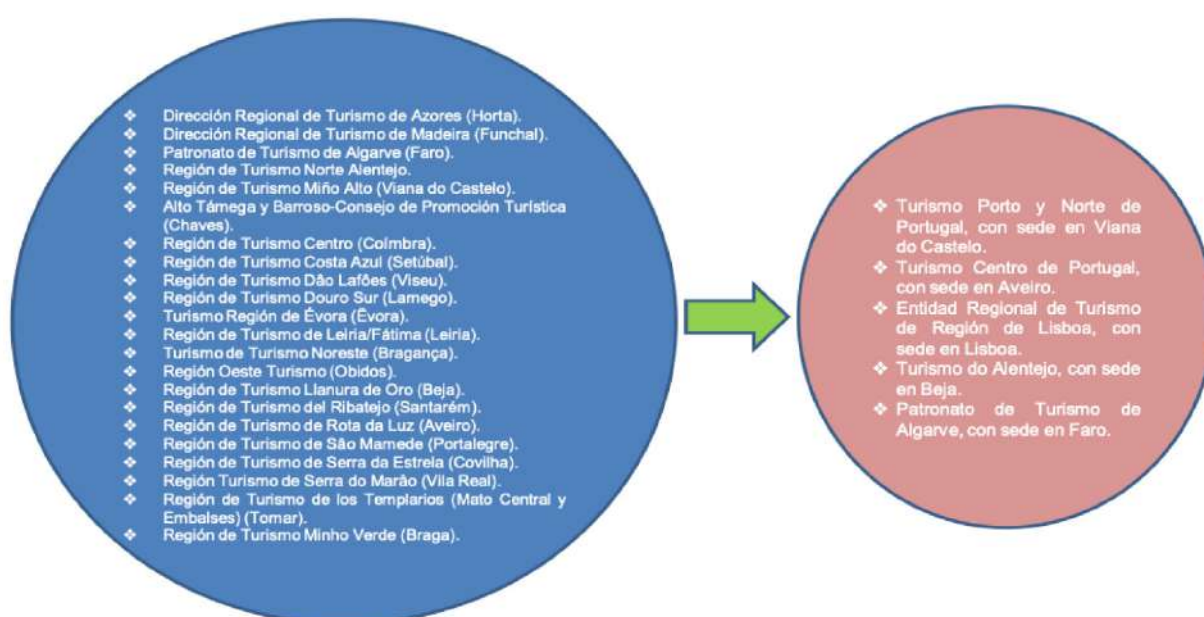 ❖ Dirección Regional de Turismo de Azores (Horta).
❖ Dirección Regional de Turismo de Madeira (Funchal).
❖ Patronato de Turismo de Algarve (Faro).
❖ Región de Turismo Norte Alentejo.
❖ Región de Turismo Miño Alto (Viana do Castelo).
❖ Alto Támega y Barroso-Consejo de Promoción Turística
(Chaves).
❖ Región de Turismo Centro (Coímbra).
❖ Región de Turismo Costa Azul (Setúbal).
❖ Región de Turismo Dâo Lafôes (Viseu).
❖ Región de Turismo Douro Sur (Lamego).
❖ Turismo Región de Évora (Évora).
❖ Región de Turismo de Leiria/Fátima (Leiria).
❖ Turismo de Turismo Noreste (Bragança).
❖ Región Oeste Turismo (Obidos).
❖ Región de Turismo Llanura de Oro (Beja).
❖ Región de Turismo del Ribatejo (Santarém).
❖ Región de Turismo de Rota da Luz (Aveiro).
❖ Región de Turismo de Sâo Mamede (Portalegre).
❖ Región de Turismo de Serra da Estrela (Covilha).
❖ Región Turismo de Serra do Marâo (Vila Real).
❖ Región de Turismo de los Templarios (Mato Central y
Embalses) (Tomar).
❖ Región de Turismo Minho Verde (Braga).
❖ Turismo Porto y Norte de
Portugal, con sede en Viana
do Castelo.
❖ Turismo Centro de Portugal,
con sede en Aveiro.
❖ Entidad Regional de Turismo
de Región de Lisboa, con
sede en Lisboa.
❖ Turismo do Alentejo, con sede
en Beja.
❖ Patronato de Turismo de
Algarve, con sede en Faro.